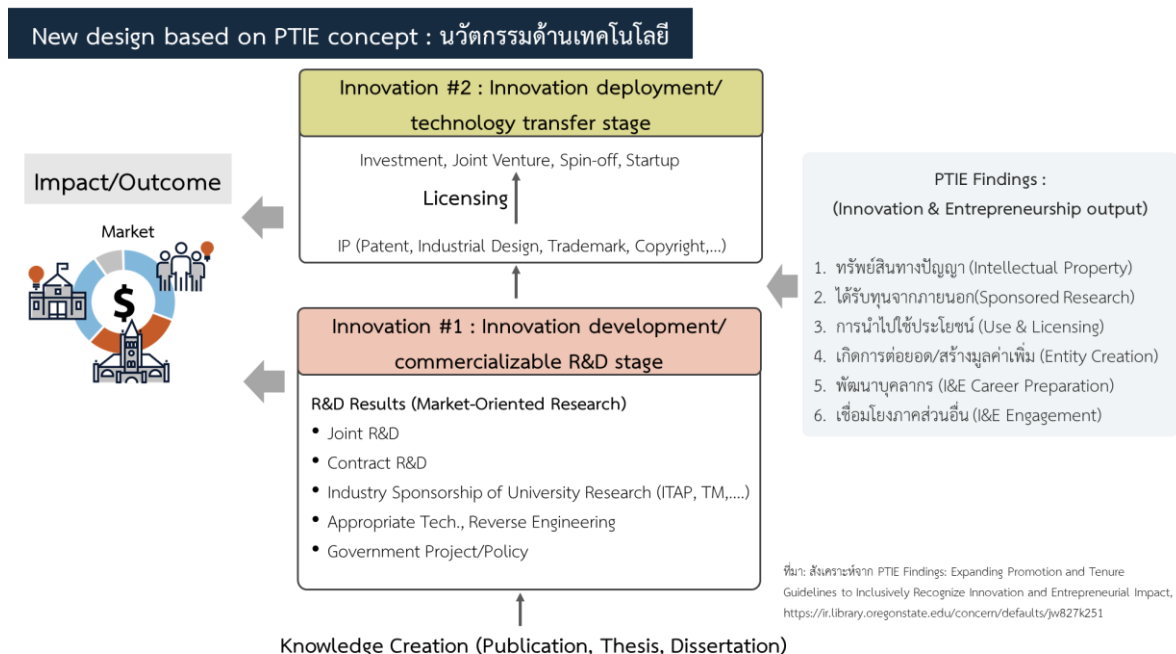 New design based on PTIE concept : นวัตกรรมด้านเทคโนโลยี
Innovation #2 : Innovation deployment/
technology transfer stage
Investment, Joint Venture, Spin-off, Startup
Licensing
IP (Patent, Industrial Design, Trademark, Copyright,...)
Impact/Outcome
Market
$
Innovation #1 : Innovation development/
commercializable R&D stage
R&D Results (Market-Oriented Research)
• Joint R&D
• Contract R&D
• Industry Sponsorship of University Research (ITAP, TM,....)
• Appropriate Tech., Reverse Engineering
• Government Project/Policy
Knowledge Creation (Publication, Thesis, Dissertation)
PTIE Findings :
(Innovation & Entrepreneurship output)
1. ทรัพย์สินทางปัญญา (Intellectual Property)
2. ได้รับทุนจากภายนอก(Sponsored Research)
3. การนำไปใช้ประโยชน์ (Use & Licensing)
4. เกิดการต่อยอด/สร้างมูลค่าเพิ่ม (Entity Creation)
5. พัฒนาบุคลากร (I&E Career Preparation)
6. เชื่อมโยงภาคส่วนอื่น (I&E Engagement)
ที่มา: สังเคราะห์จาก PTIE Findings: Expanding Promotion and Tenure
Guidelines to Inclusively Recognize Innovation and Entrepreneurial Impact,
https://ir.library.oregonstate.edu/concern/defaults/jw827k251